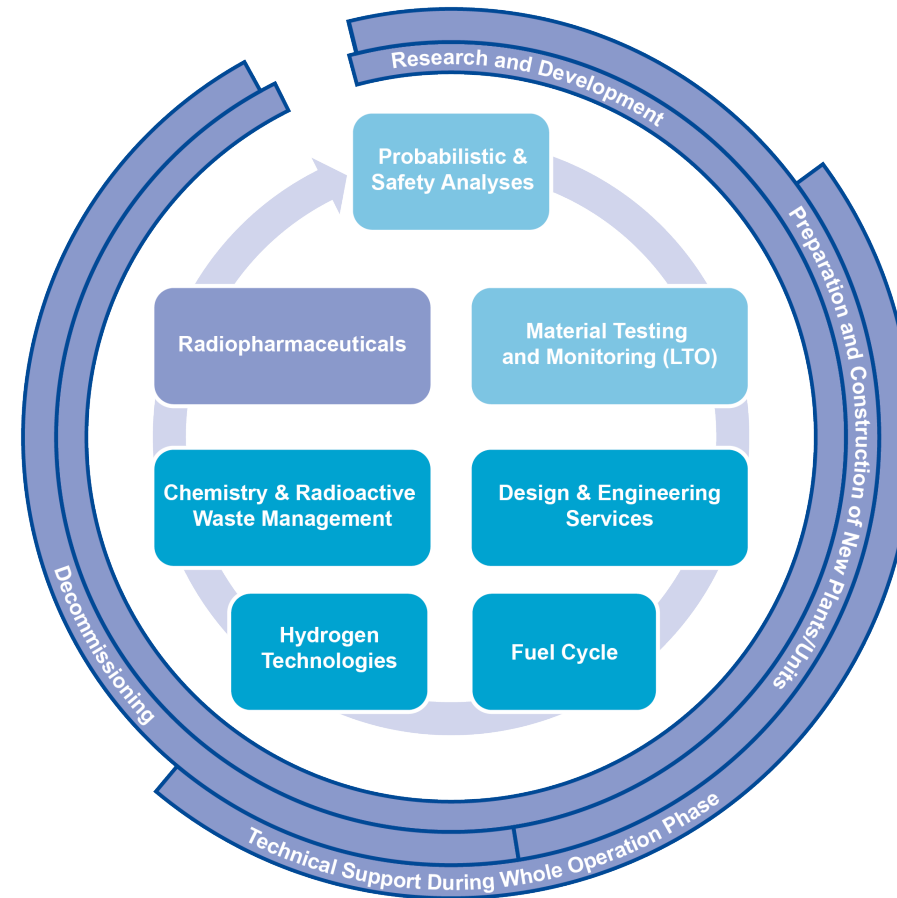 Research and Development
Probabilistic &
Safety Analyses
Preparation and Construction of New Plants/Units
Radiopharmaceuticals
Material Testing
and Monitoring (LTO)
Chemistry & Radioactive
Waste Management
Design & Engineering
Services
Decommissioning
Hydrogen
Technologies
Fuel Cycle
Technical Support During Whole Operation Phase